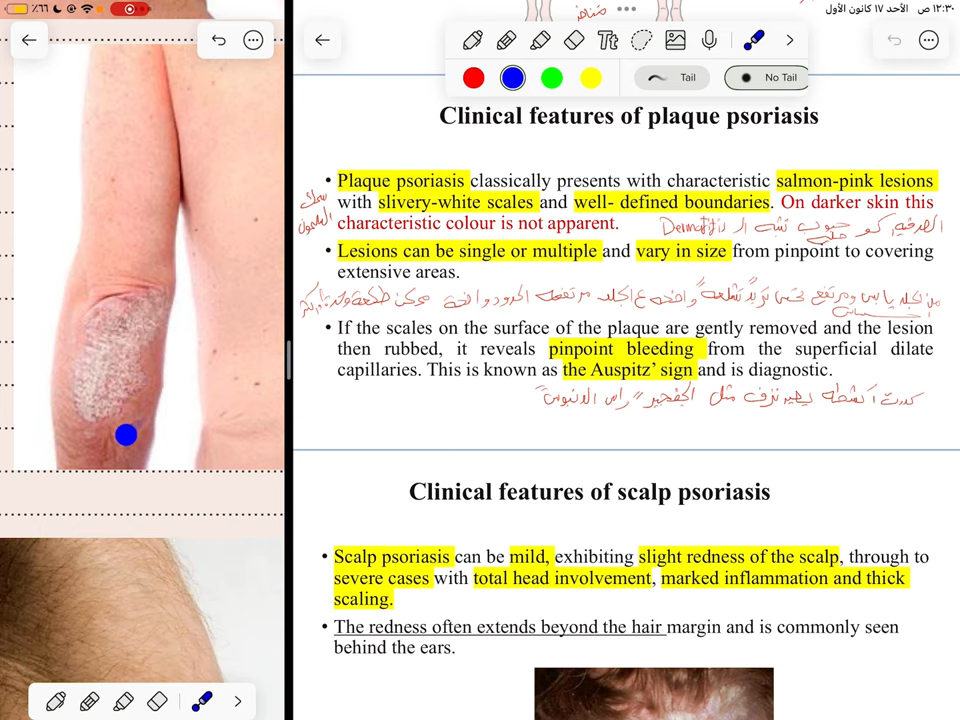 ٪٦٦
١٢:٣٠ ص الأحد ١٧ كانون الأول
Tt
Tail
No Tail
Clinical features of plaque psoriasis
• Plaque psoriasis classically presents with characteristic salmon-pink lesions
with slivery-white scales and well- defined boundaries. On darker skin this
characteristic colour is not apparent.
Dermatitis
• Lesions can be single or multiple and vary in size from pinpoint to covering
extensive areas.
• If the scales on the surface of the plaque are gently removed and the lesion
then rubbed, it reveals pinpoint bleeding from the superficial dilate
capillaries. This is known as the Auspitz’ sign and is diagnostic.
نزف مثل
Clinical features of scalp psoriasis
• Scalp psoriasis can be mild, exhibiting slight redness of the scalp, through to
severe cases with total head involvement, marked inflammation and thick
scaling.
• The redness often extends beyond the hair margin and is commonly seen
behind the ears.